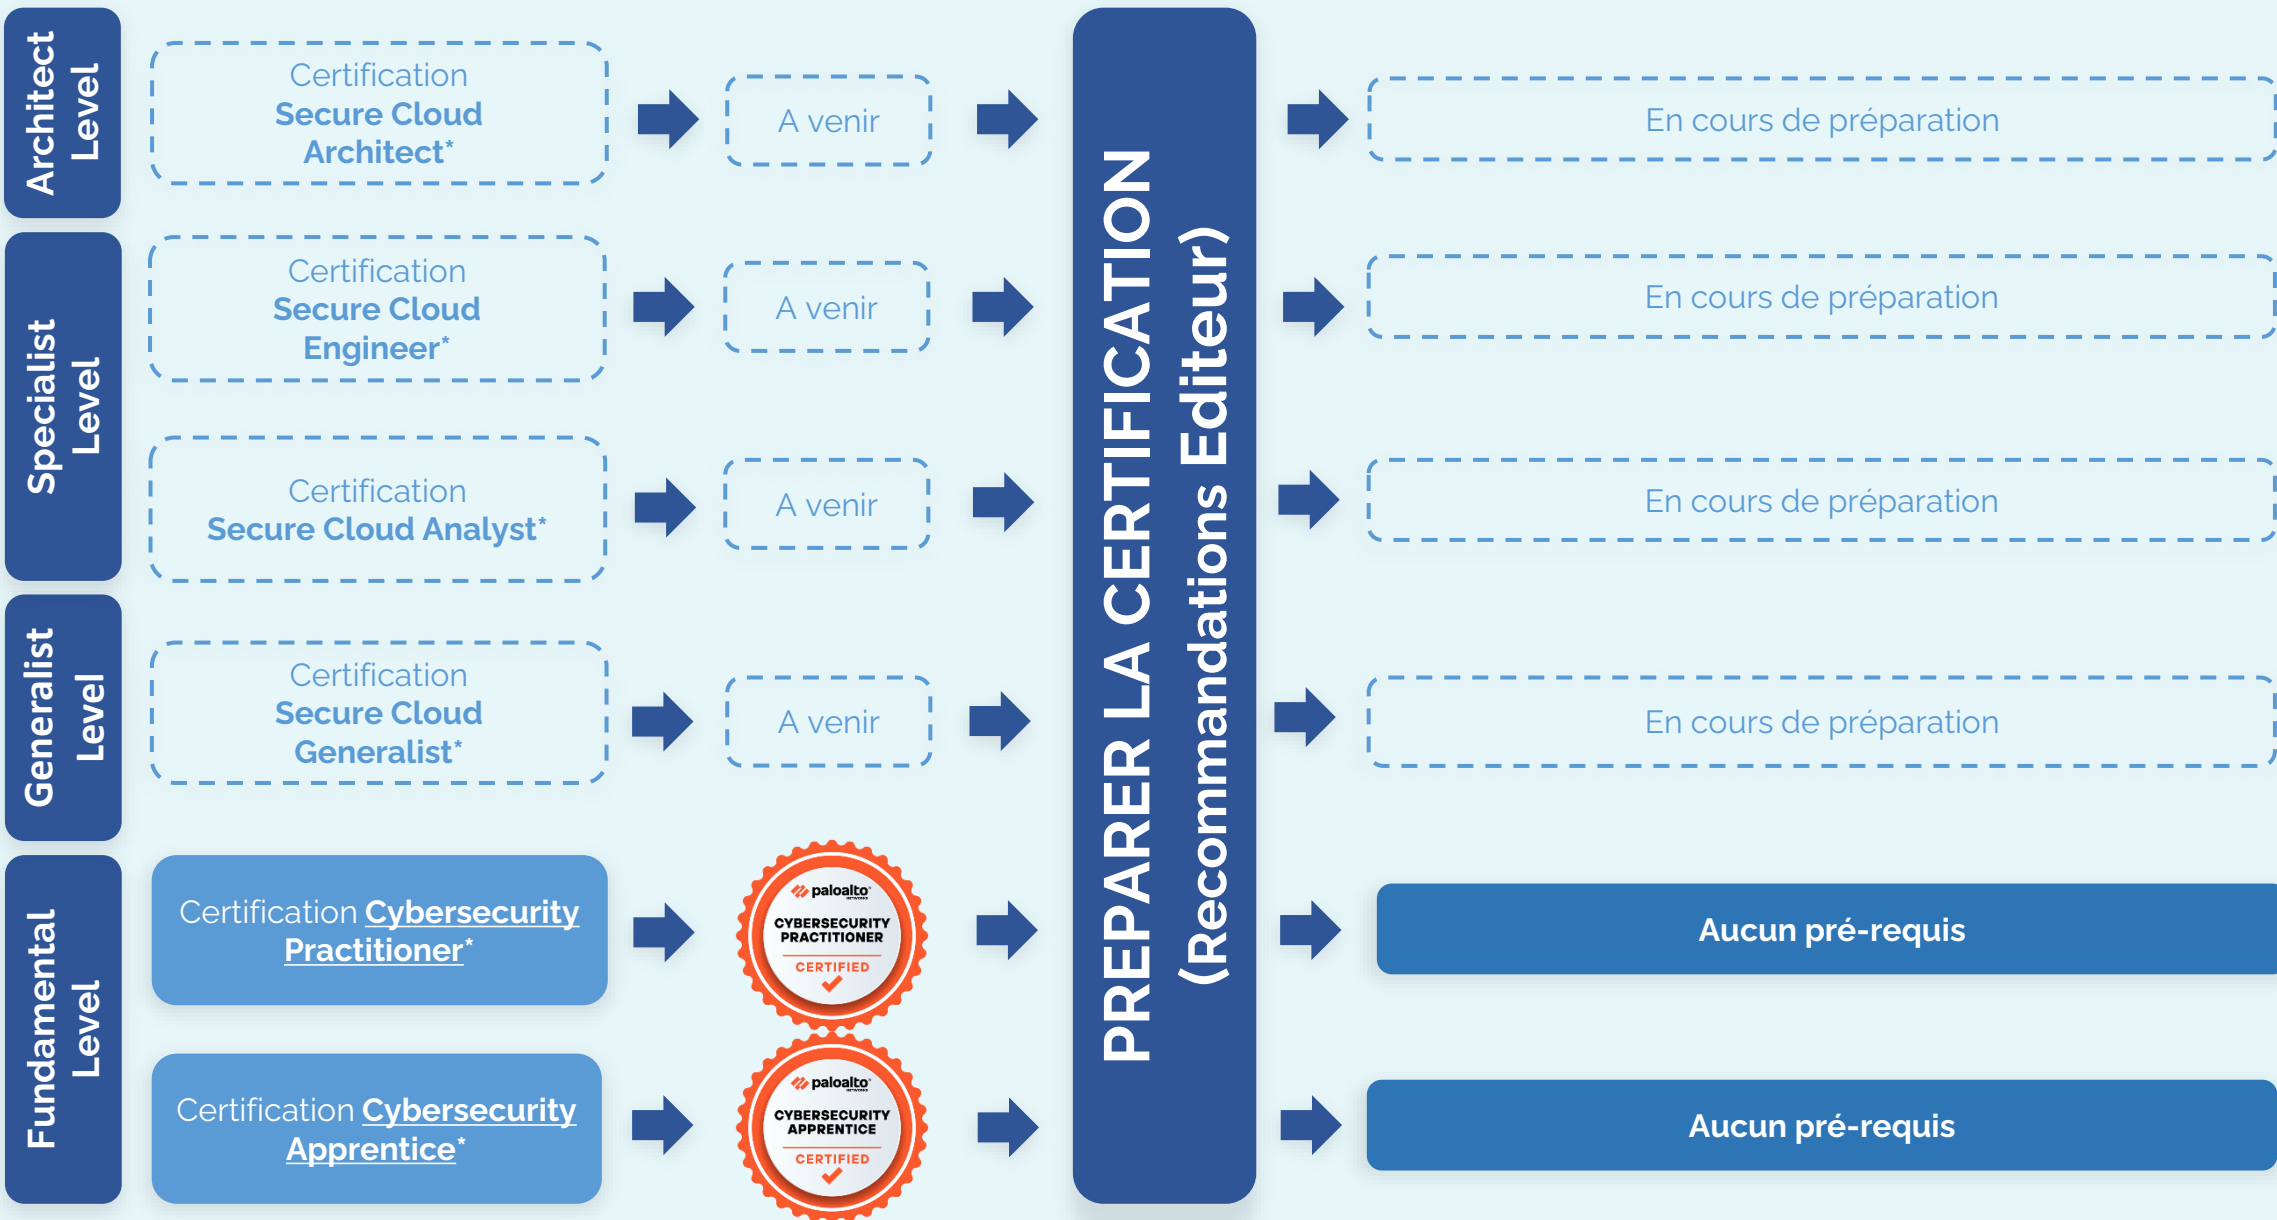 Architect
Level
Certification
Secure Cloud
Architect*
A venir
En cours de préparation
Specialist
Level
Certification
Secure Cloud
Engineer*
A venir
En cours de préparation
Certification
Secure Cloud Analyst*
A venir
En cours de préparation
Generalist
Level
Certification
Secure Cloud
Generalist*
A venir
En cours de préparation
Fundamental
Level
Certification Cybersecurity
Practitioner*
paloalto
NETWORKS
CYBERSECURITY
PRACTITIONER
CERTIFIED
Aucun pré-requis
Certification Cybersecurity
Apprentice*
paloalto
NETWORKS
CYBERSECURITY
APPRENTICE
CERTIFIED
Aucun pré-requis
PREPARER LA CERTIFICATION
(Recommandations Editeur)